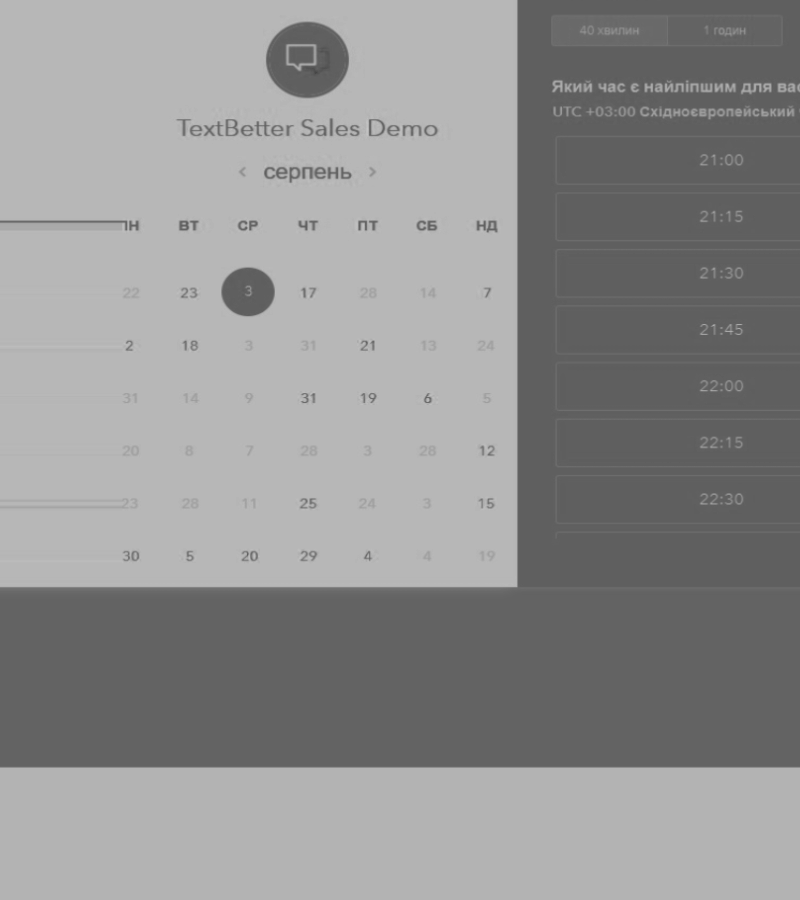 TextBetter Sales Demo
‹ серпень ›
ПН ВТ СР ЧТ ПТ СБ НД
22 23 3 17 28 14 7
2 18 3 31 21 13 24
31 14 9 31 19 6 5
20 8 7 28 3 28 12
23 28 11 25 24 3 15
30 5 20 29 4 4 19
40 хвилин 1 годин
Який час є найліпшим для вас
UTC +03:00 Східноєвропейський
21:00
21:15
21:30
21:45
22:00
22:15
22:30